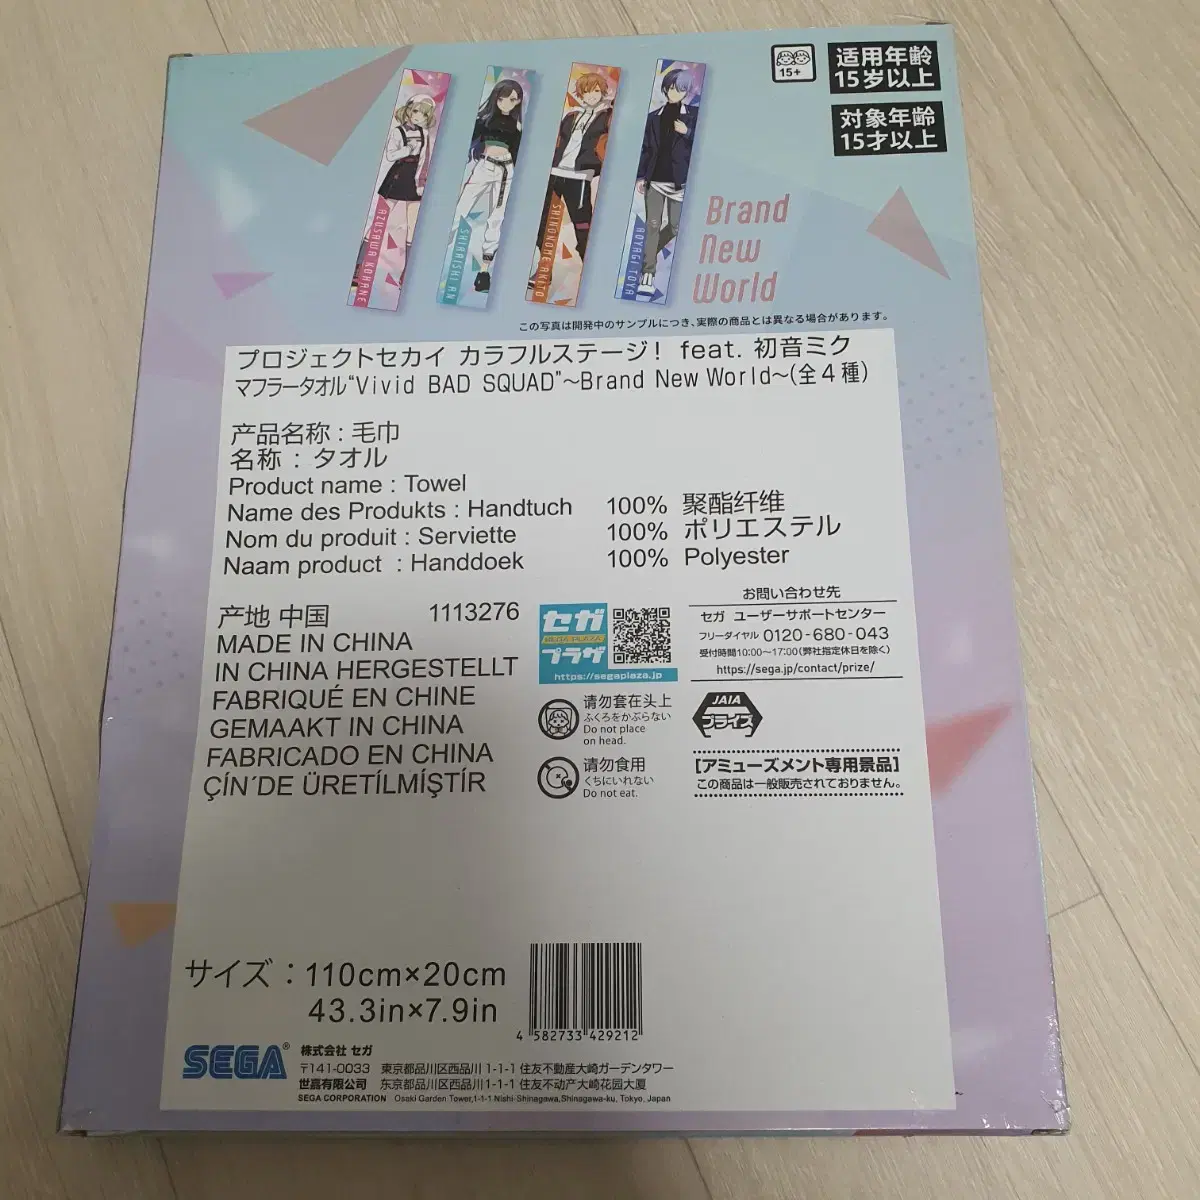 15+
适用年龄
15岁以上
対象年齢
15才以上
AZUSAWA KOHANE
SHIRAISHI AN
SHINONOME AKITO
AOYAGI TOYA
Brand
New
World
この写真は開発中のサンプルにつき、実際の商品とは異なる場合があります。
プロジェクトセカイ カラフルステージ! feat. 初音ミク
マフラータオル“Vivid BAD SQUAD”~Brand New World~(全4種)
产品名称:毛巾
名称:タオル
Product name : Towel
Name des Produkts : Handtuch
Nom du produit : Serviette
Naam product : Handdoek
100% 聚酯纤维
100% ポリエステル
100% Polyester
产地 中国
1113276
MADE IN CHINA
IN CHINA HERGESTELLT
FABRIQUÉ EN CHINE
GEMAAKT IN CHINA
FABRICADO EN CHINA
ÇÍN´DE ÜRETÍLMÍŞTÍR
セガ
SEGA PLAZA
プラザ
https://segaplaza.jp
お問い合わせ先
セガ ユーザーサポートセンター
フリーダイヤル 0120-680-043
受付時間10:00~17:00(弊社指定休日を除く)
https://sega.jp/contact/prize/
请勿套在头上
ふくろをかぶらない
Do not place
on head.
请勿食用
くちにいれない
Do not eat.
JAIA
プライズ
[アミューズメント専用景品]
この商品は一般販売されておりません。
サイズ:110cm×20cm
43.3in×7.9in
4 582733 429212
SEGA®
株式会社 セガ
〒141-0033 東京都品川区西品川 1-1-1 住友不動産大崎ガーデンタワー
世嘉有限公司 东京都品川区西品川1-1-1 住友不动产大崎花园大厦
SEGA CORPORATION Osaki Garden Tower,1-1-1 Nishi-Shinagawa,Shinagawa-ku, Tokyo, Japan